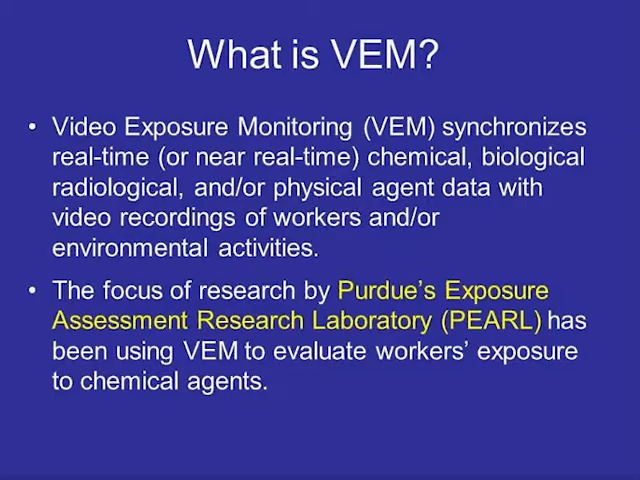 What is VEM?
• Video Exposure Monitoring (VEM) synchronizes
real-time (or near real-time) chemical, biological
radiological, and/or physical agent data with
video recordings of workers and/or
environmental activities.
• The focus of research by Purdue’s Exposure
Assessment Research Laboratory (PEARL) has
been using VEM to evaluate workers’ exposure
to chemical agents.